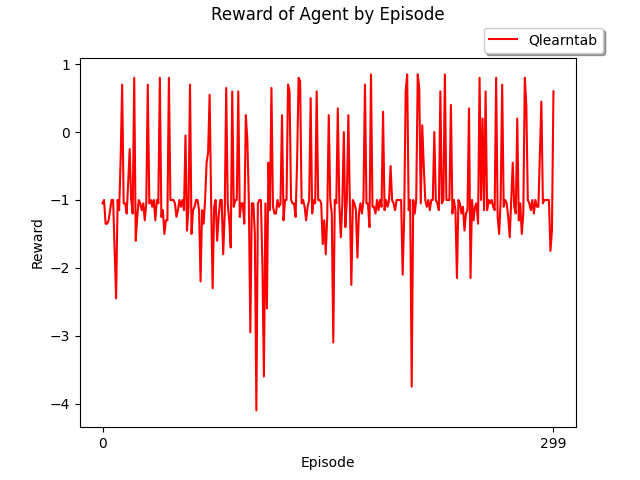 Reward of Agent by Episode
Qlearntab
1
0
−1
−2
−3
−4
Reward
0
299
Episode